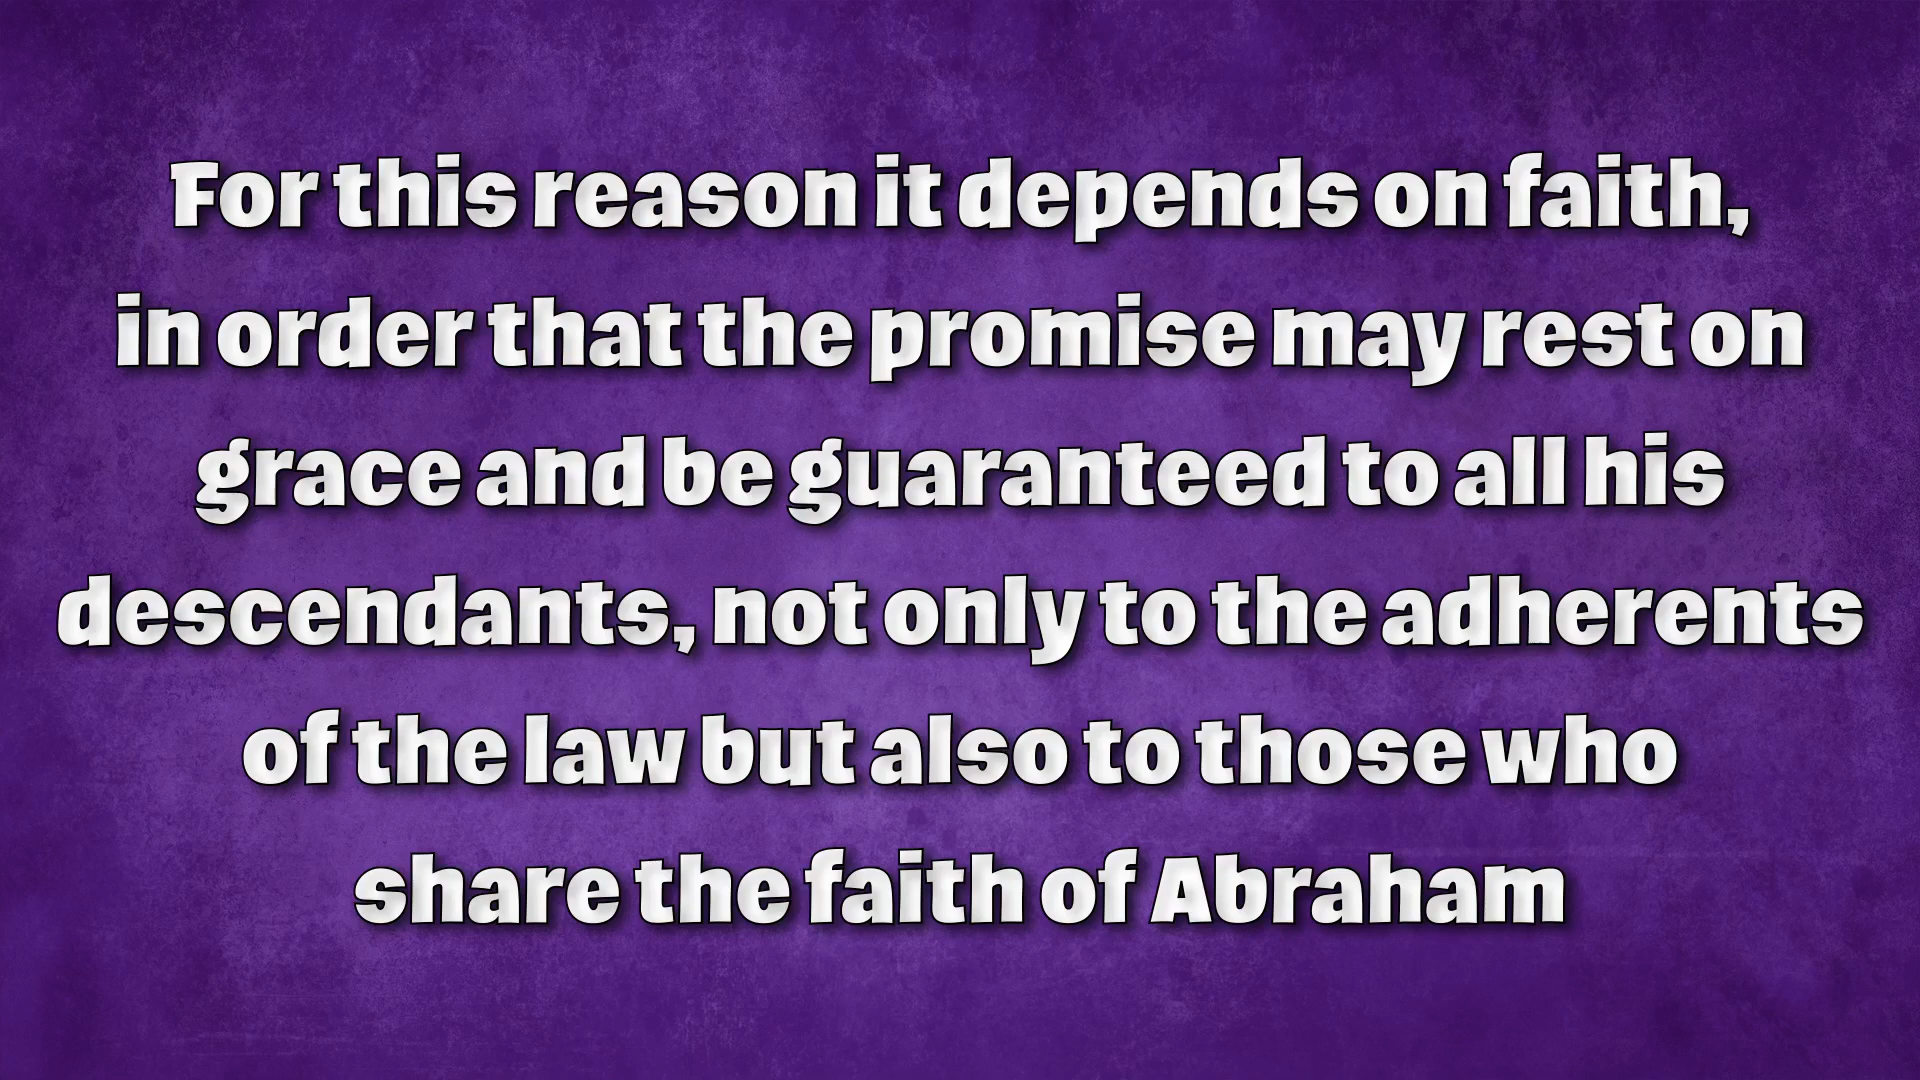 For this reason it depends on faith,
in order that the promise may rest on
grace and be guaranteed to all his
descendants, not only to the adherents
of the law but also to those who
share the faith of Abraham